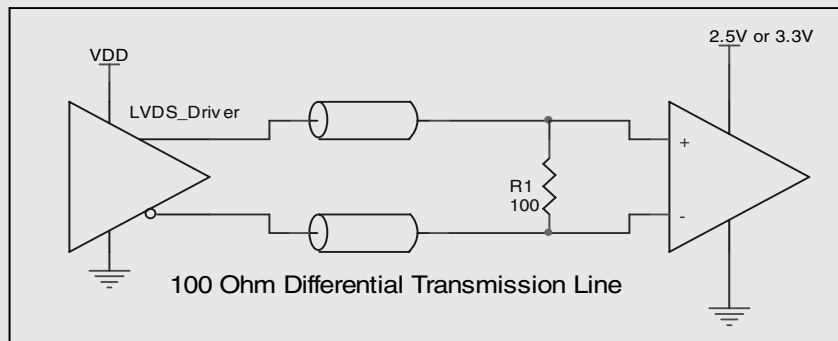 2.5V or 3.3V
VDD
LVDS_Driver
+
R1
100
-
100 Ohm Differential Transmission Line